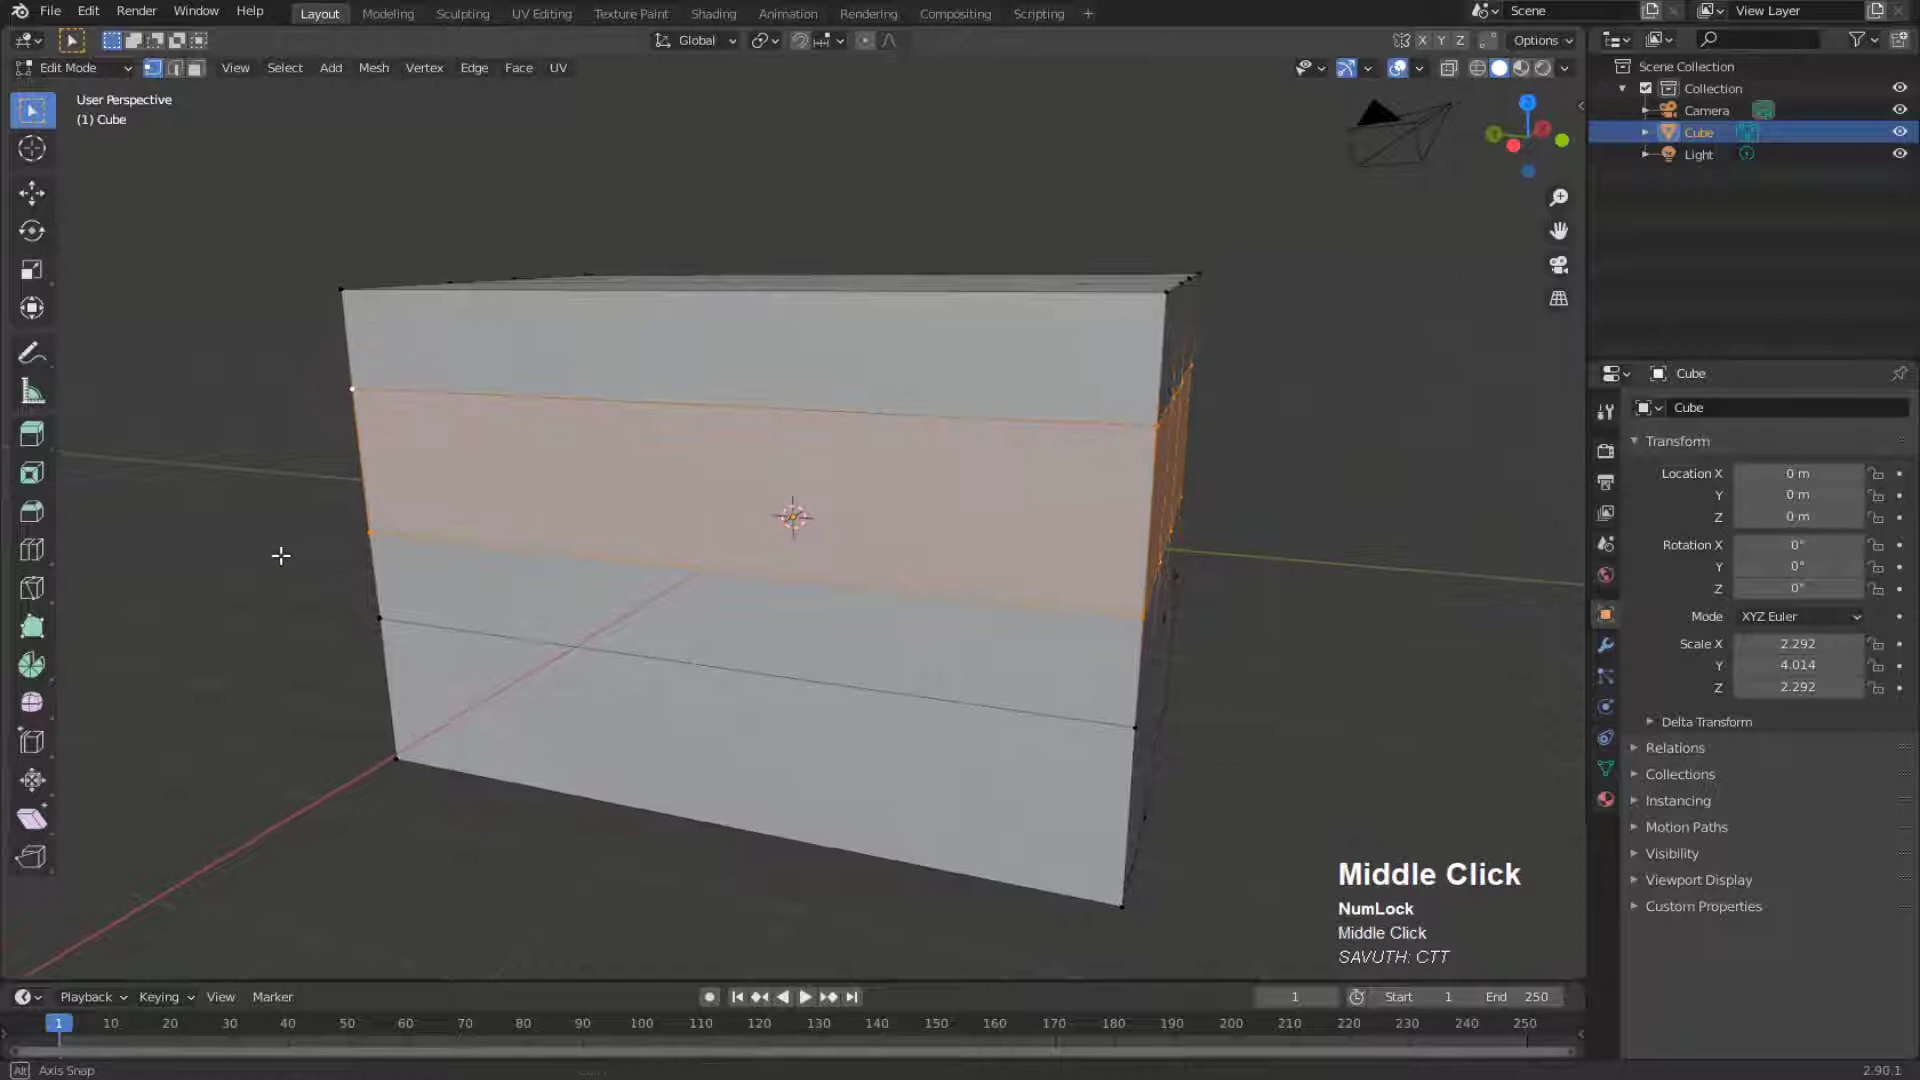 File Edit Render Window Help Layout Modeling Sculpting UV Editing Texture Paint Shading Animation Rendering Compositing Scripting + Scene View Layer
Global X Y Z Options
Edit Mode View Select Add Mesh Vertex Edge Face UV
Scene Collection
Collection
Camera
Cube
Light
User Perspective
(1) Cube
Cube
Cube
Transform
Location X 0 m
Y 0 m
Z 0 m
Rotation X 0°
Y 0°
Z 0°
Mode XYZ Euler
Scale X 2.292
Y 4.014
Z 2.292
Delta Transform
Relations
Collections
Instancing
Motion Paths
Visibility
Viewport Display
Custom Properties
Middle Click
NumLock
Middle Click
SAVUTH: CTT
Playback Keying View Marker 1 Start 1 End 250
1 10 20 30 40 50 60 70 80 90 100 110 120 130 140 150 160 170 180 190 200 210 220 230 240 250
Alt Axis Snap 2.90.1